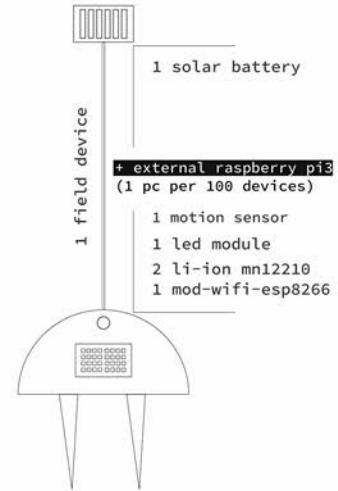 1 solar battery
1 field device
+ external raspberry pi3
(1 pc per 100 devices)
1 motion sensor
1 led module
2 li-ion mn12210
1 mod-wifi-esp8266